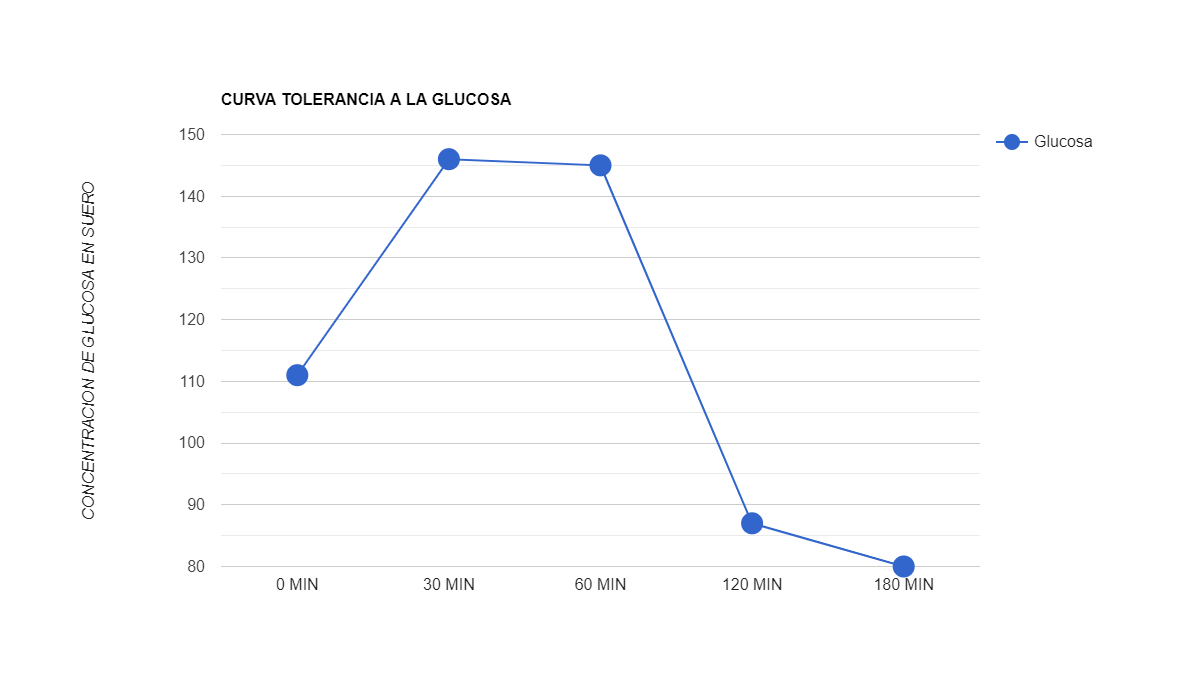 CURVA TOLERANCIA A LA GLUCOSA
Glucosa
CONCENTRACION DE GLUCOSA EN SUERO
150
140
130
120
110
100
90
80
0 MIN
30 MIN
60 MIN
120 MIN
180 MIN